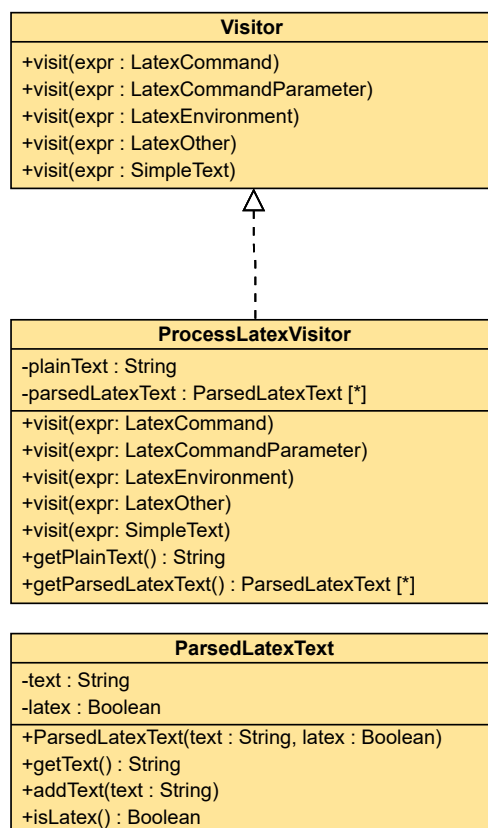 Visitor
+visit(expr : LatexCommand)
+visit(expr : LatexCommandParameter)
+visit(expr : LatexEnvironment)
+visit(expr : LatexOther)
+visit(expr : SimpleText)
ProcessLatexVisitor
-plainText : String
-parsedLatexText : ParsedLatexText [*]
+visit(expr: LatexCommand)
+visit(expr: LatexCommandParameter)
+visit(expr: LatexEnvironment)
+visit(expr: LatexOther)
+visit(expr: SimpleText)
+getPlainText() : String
+getParsedLatexText() : ParsedLatexText [*]
ParsedLatexText
-text : String
-latex : Boolean
+ParsedLatexText(text : String, latex : Boolean)
+getText() : String
+addText(text : String)
+isLatex() : Boolean